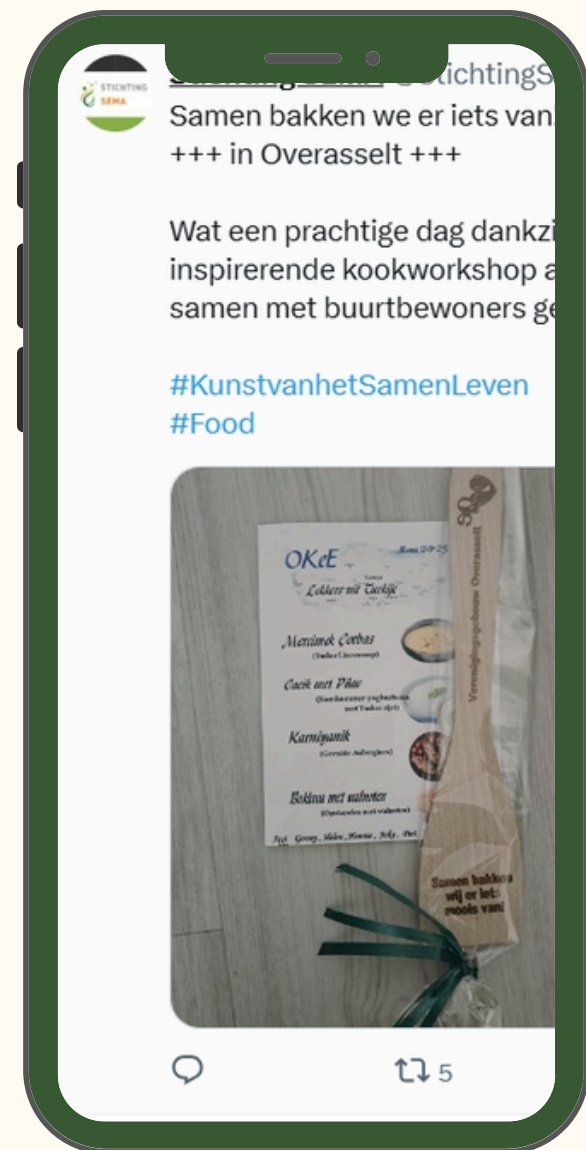 STICHTING
SEMA
Samen bakken we er iets van
+++ in Overasselt +++
Wat een prachtige dag dankzi
inspirerende kookworkshop a
samen met buurtbewoners ge
#KunstvanhetSamenLeven
#Food
OKeE
Menu
Lekkers uit Turkije
Mercimek Corbas
Cacik met Pilav
Karniyarik
met walnoten
Verenigingsgebouw Overasselt
Samen bakken
wij er iets
moois van!
5